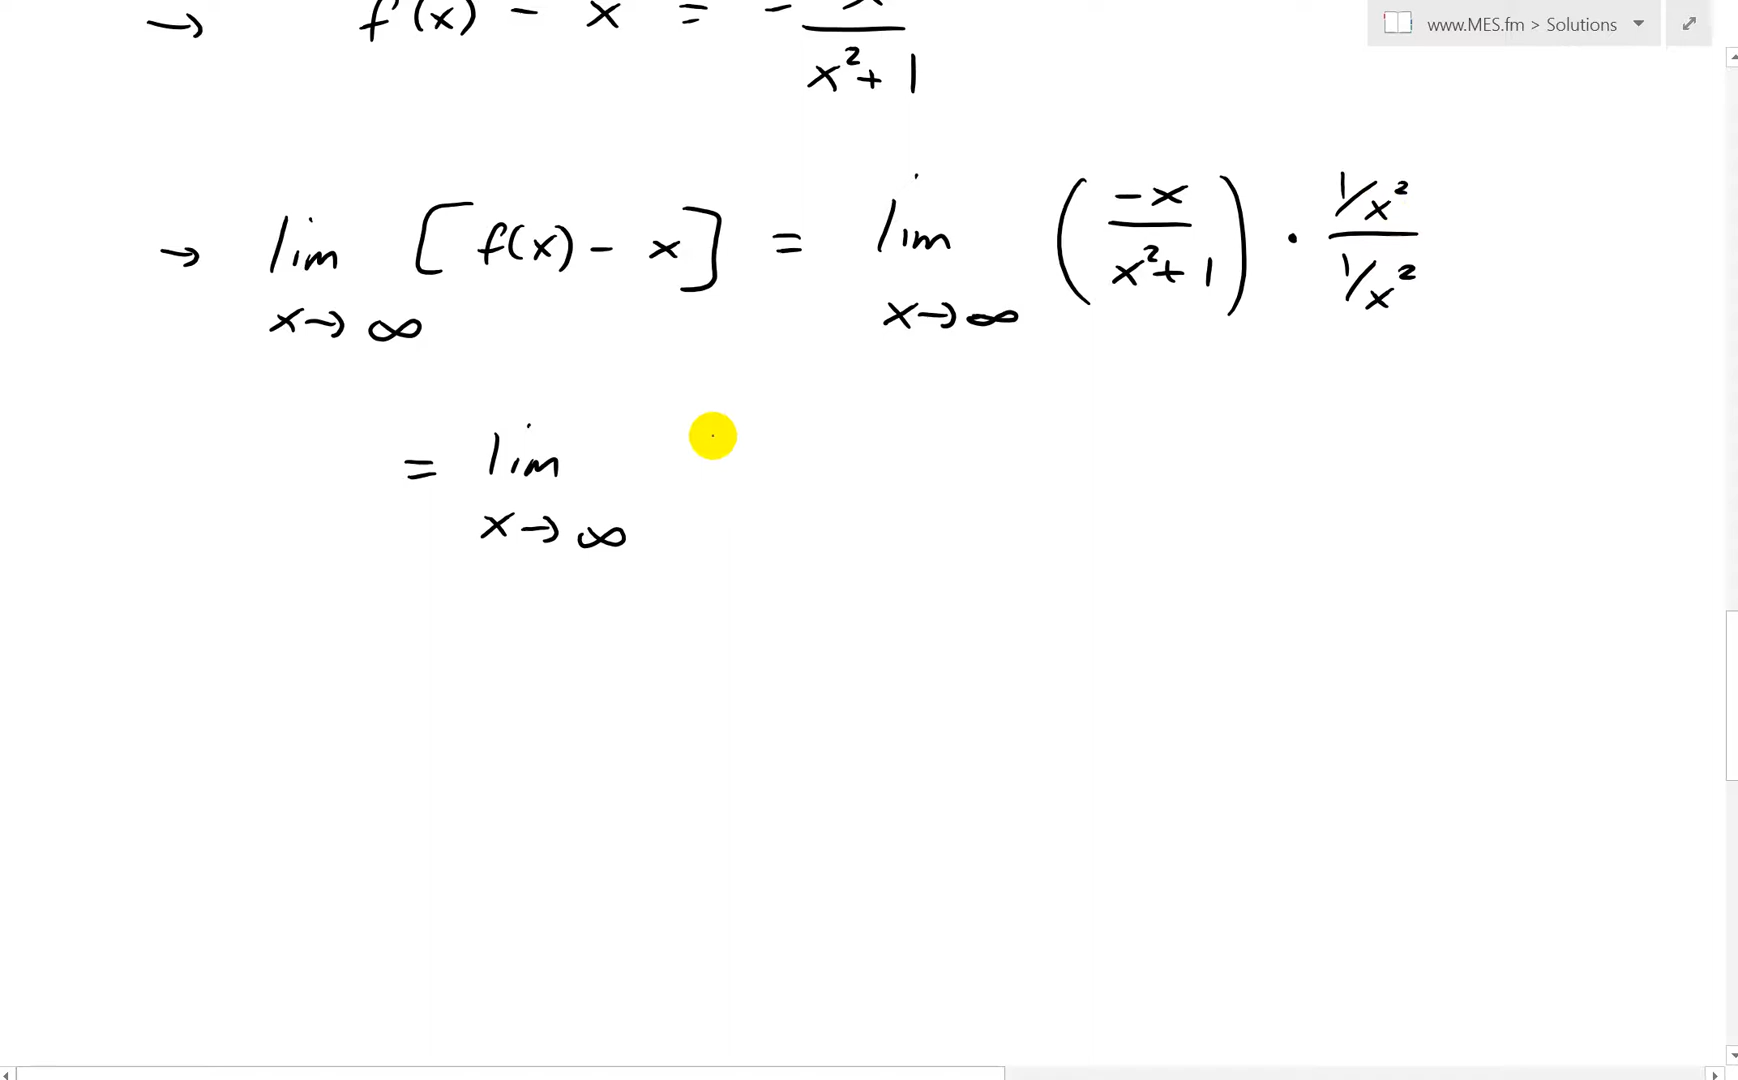 www.MES.fm > Solutions
→ f(x) - x = - x / x² + 1
→ lim x→∞ [ f(x) - x ] = lim x→∞ ( -x / x² + 1 ) · 1/x² / 1/x²
= lim x→∞